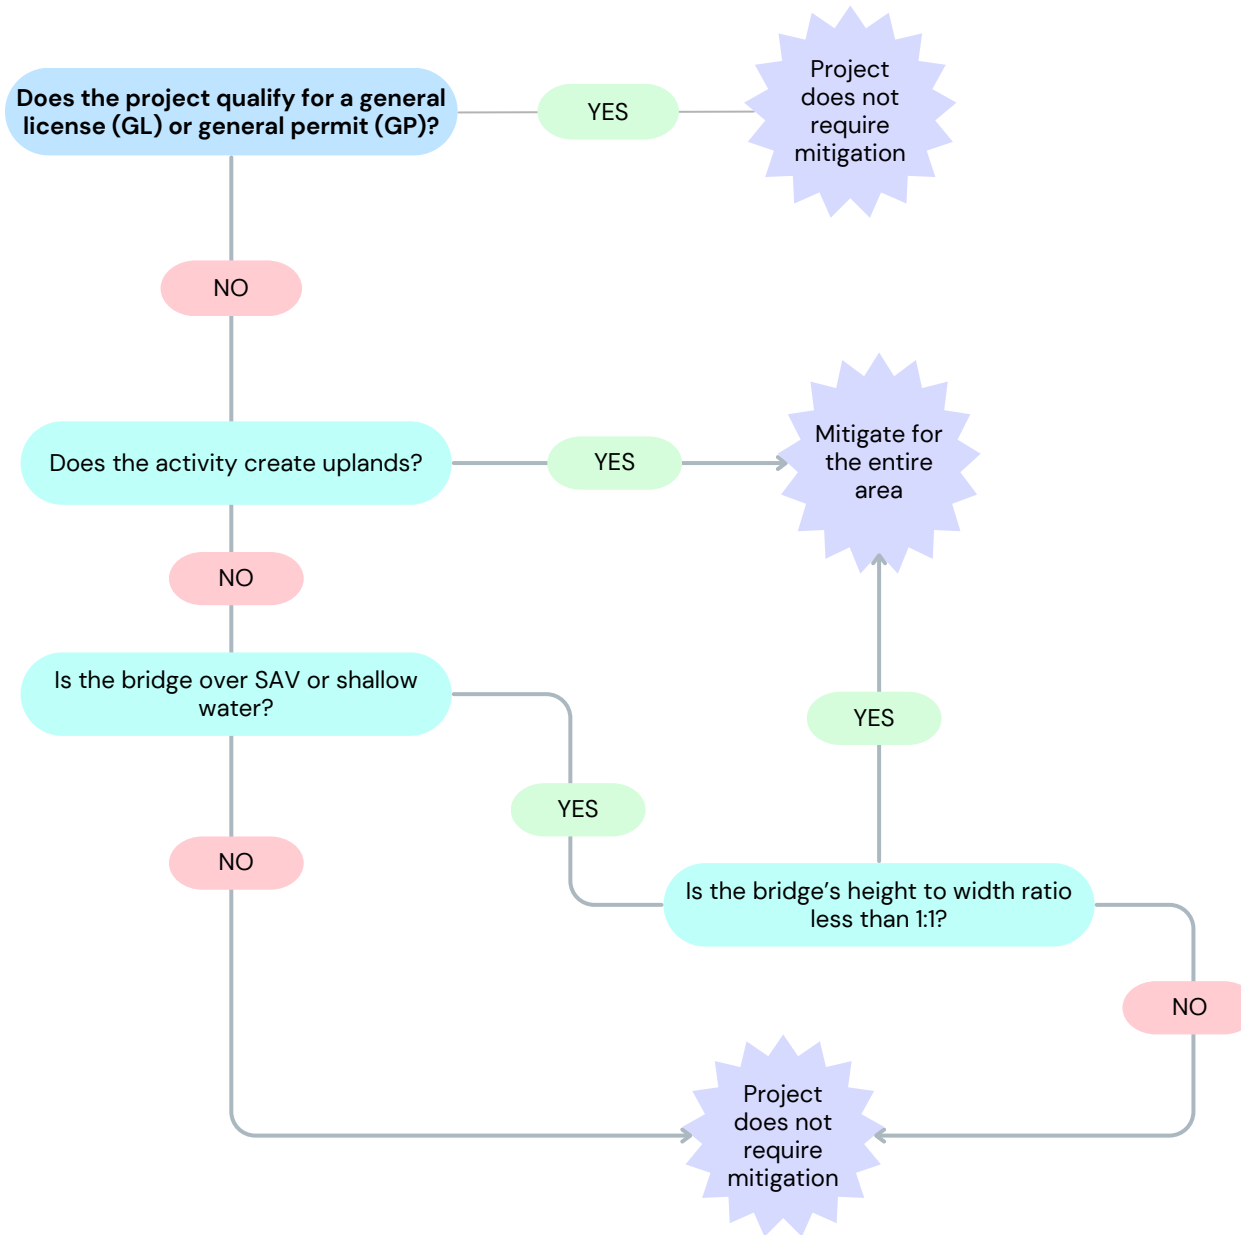 Does the project qualify for a general
license (GL) or general permit (GP)?
YES
Project
does not
require
mitigation
NO
Does the activity create uplands?
YES
Mitigate for
the entire
area
NO
Is the bridge over SAV or shallow
water?
YES
YES
NO
Is the bridge's height to width ratio
less than 1:1?
NO
Project
does not
require
mitigation